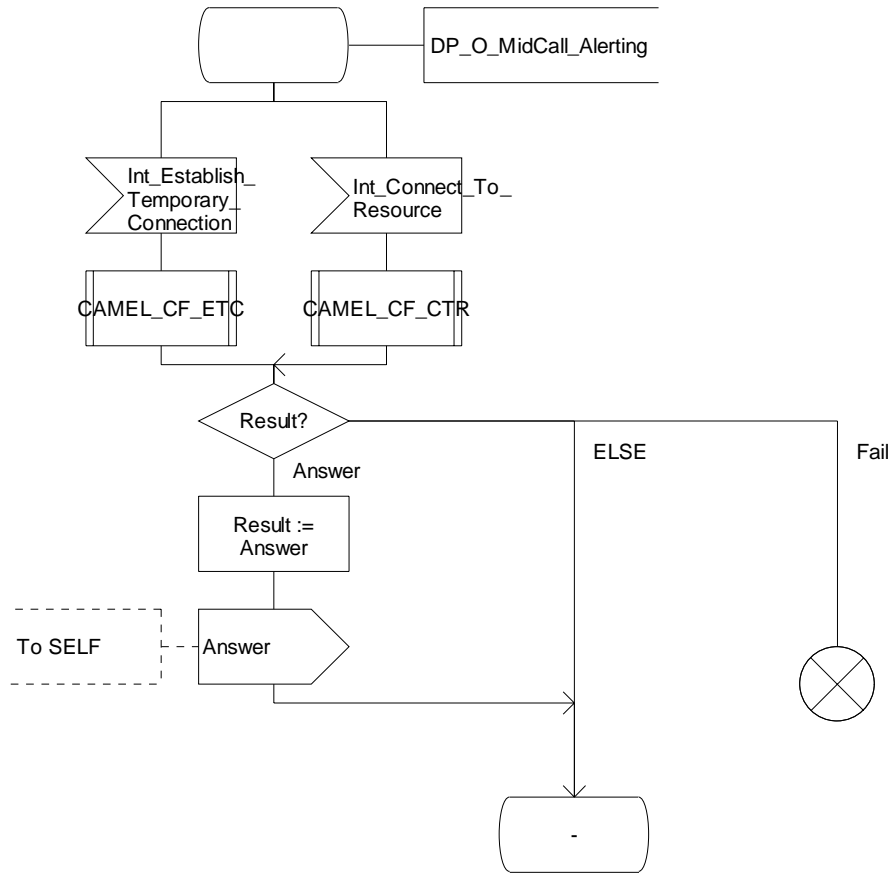 DP_O_MidCall_Alerting
Int_Establish_
Temporary_
Connection
Int_Connect_To_
Resource
CAMEL_CF_ETC
CAMEL_CF_CTR
Result?
ELSE
Fail
Answer
Result :=
Answer
To SELF
Answer
-